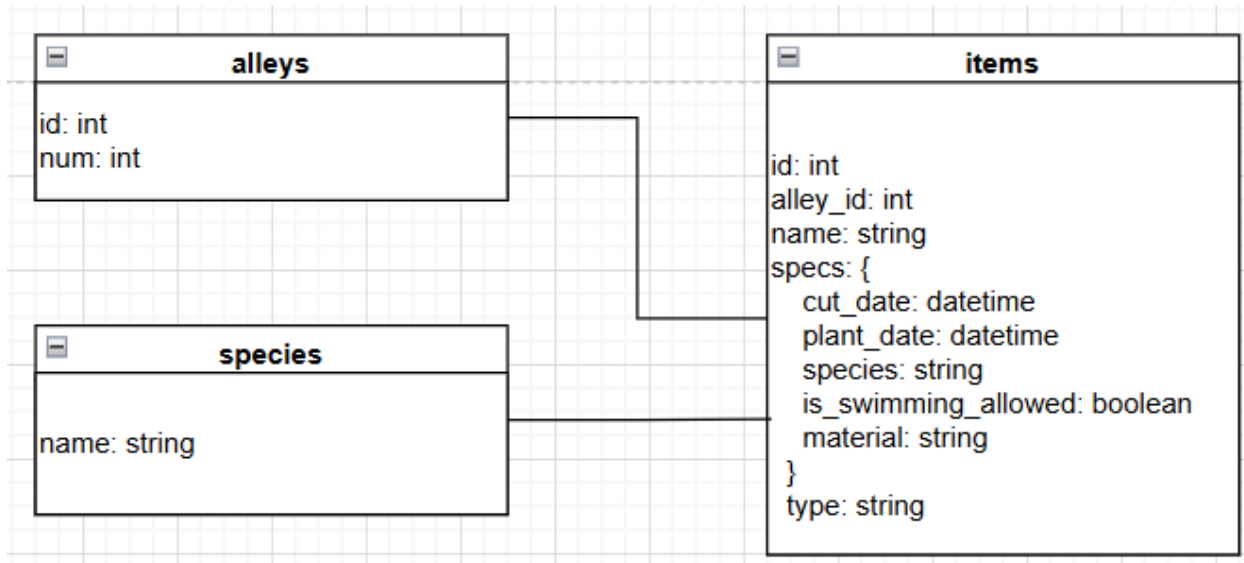 alleys
id: int
num: int
species
name: string
items
id: int
alley_id: int
name: string
specs: {
cut_date: datetime
plant_date: datetime
species: string
is_swimming_allowed: boolean
material: string
}
type: string